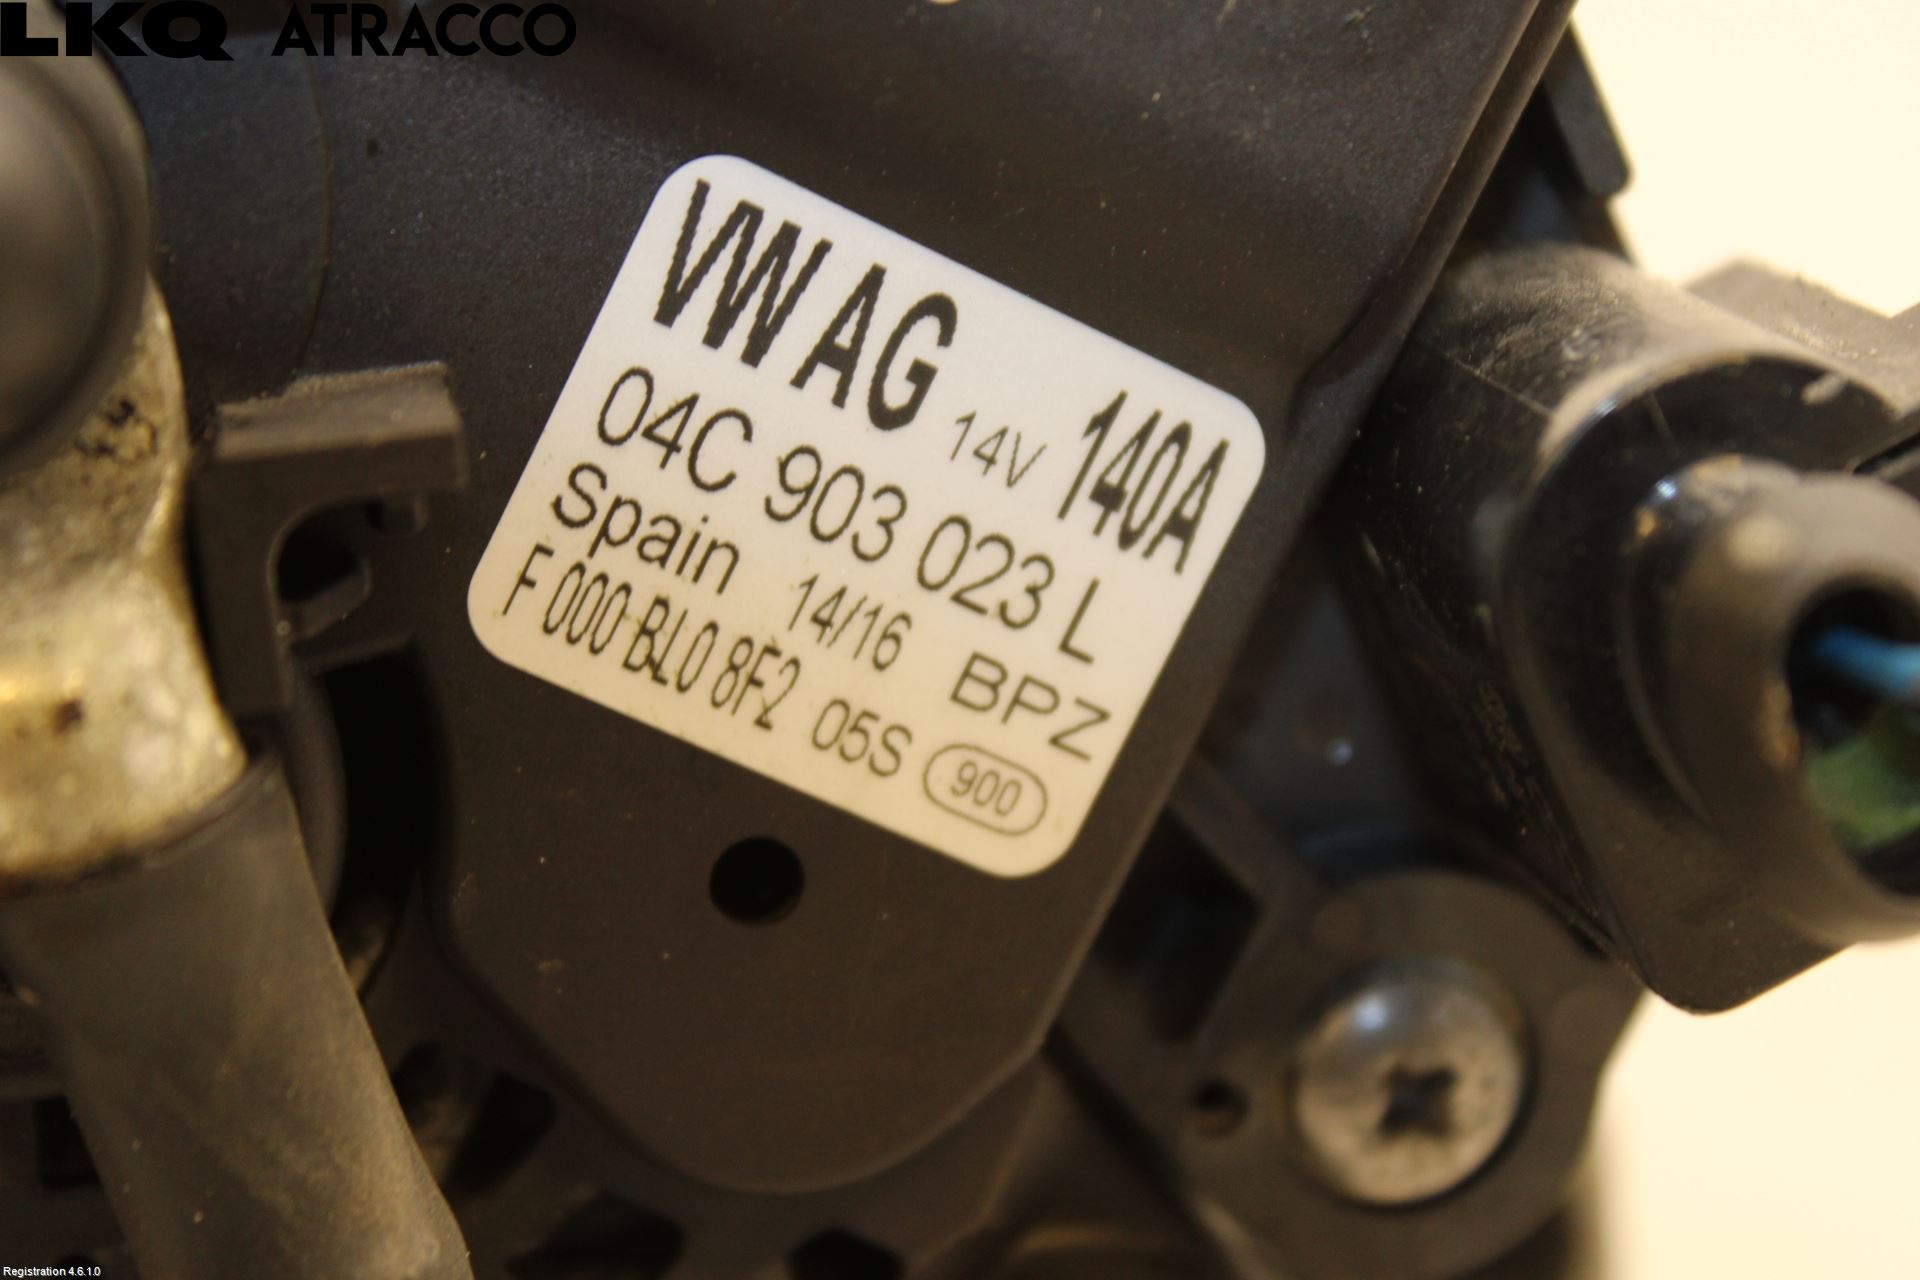 LKQ ATRACCO
VW AG 14V 140A
04C 903 023 L
Spain 14/16 BPZ
F 000 BL0 8F2 05S 900
Registration 4.6.1.0